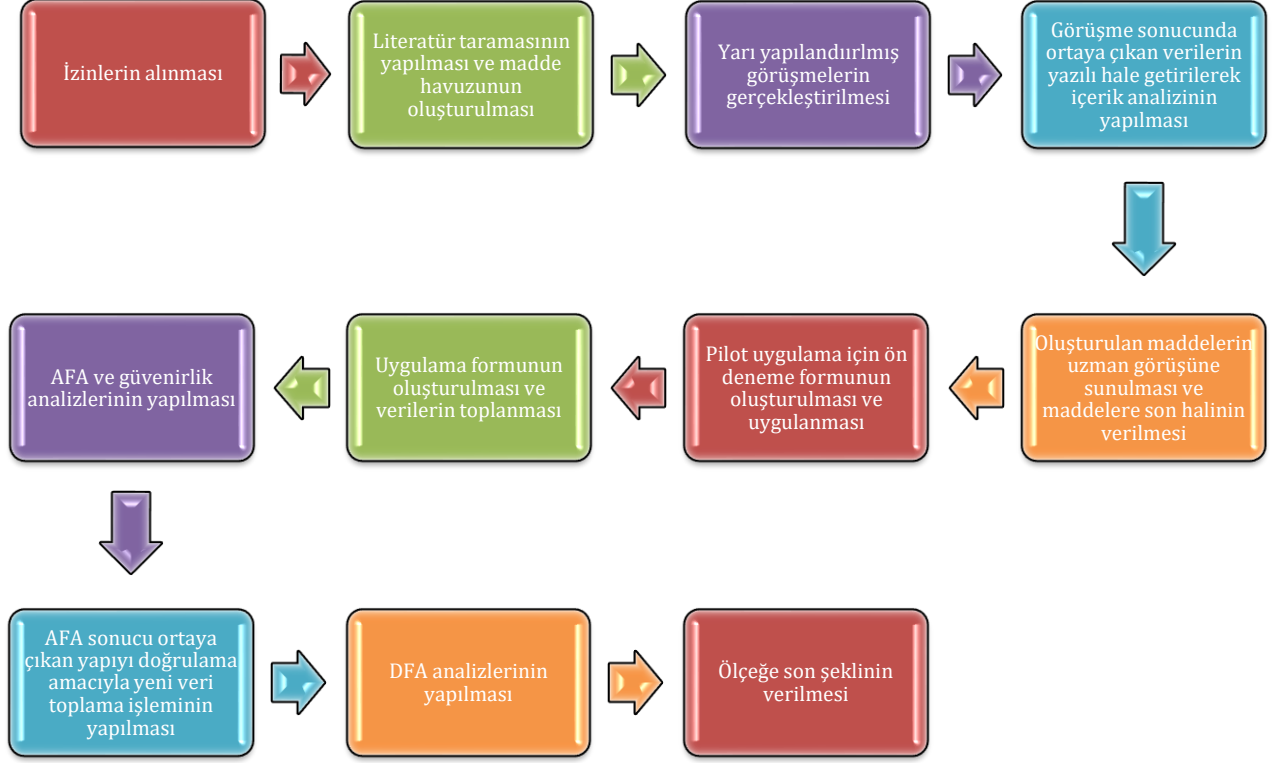 İzinlerin alınması
Literatür taramasının
yapılması ve madde
havuzunun
oluşturulması
Yarı yapılandıırlmış
görüşmelerin
gerçekleştirilmesi
Görüşme sonucunda
ortaya çıkan verilerin
yazılı hale getirilerek
içerik analizinin
yapılması
Oluşturulan maddelerin
uzman görüşüne
sunulması ve
maddelere son halinin
verilmesi
Pilot uygulama için ön
deneme formunun
oluşturulması ve
uygulanması
Uygulama formunun
oluşturulması ve
verilerin toplanması
AFA ve güvenirlik
analizlerinin yapılması
AFA sonucu ortaya
çıkan yapıyı doğrulama
amacıyla yeni veri
toplama işleminin
yapılması
DFA analizlerinin
yapılması
Ölçeğe son şeklinin
verilmesi